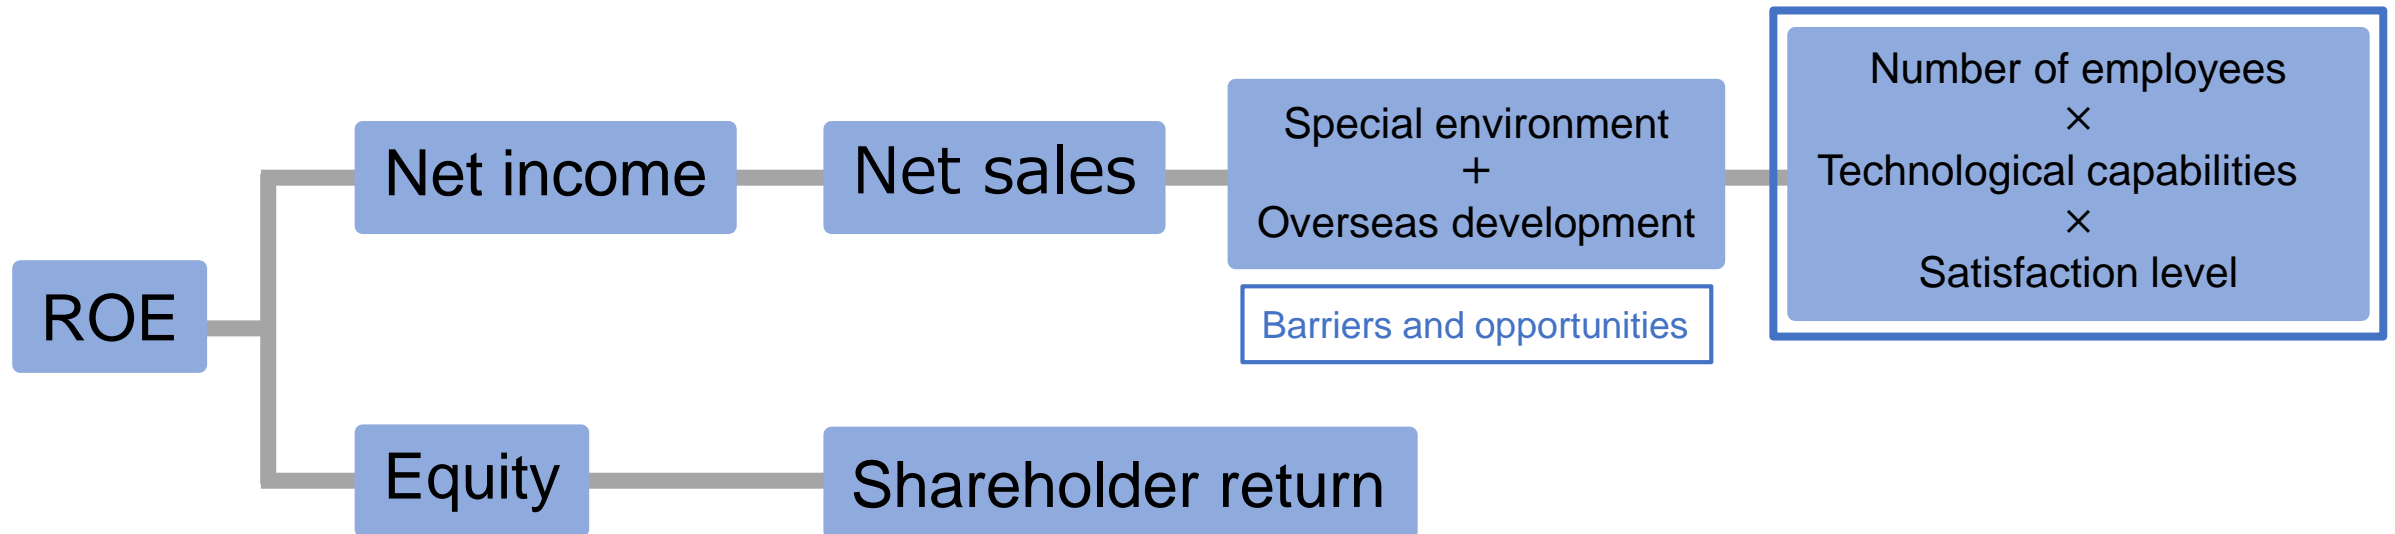 ROE
Net income
Net sales
Special environment
+
Overseas development
Barriers and opportunities
Number of employees
×
Technological capabilities
×
Satisfaction level
Equity
Shareholder return